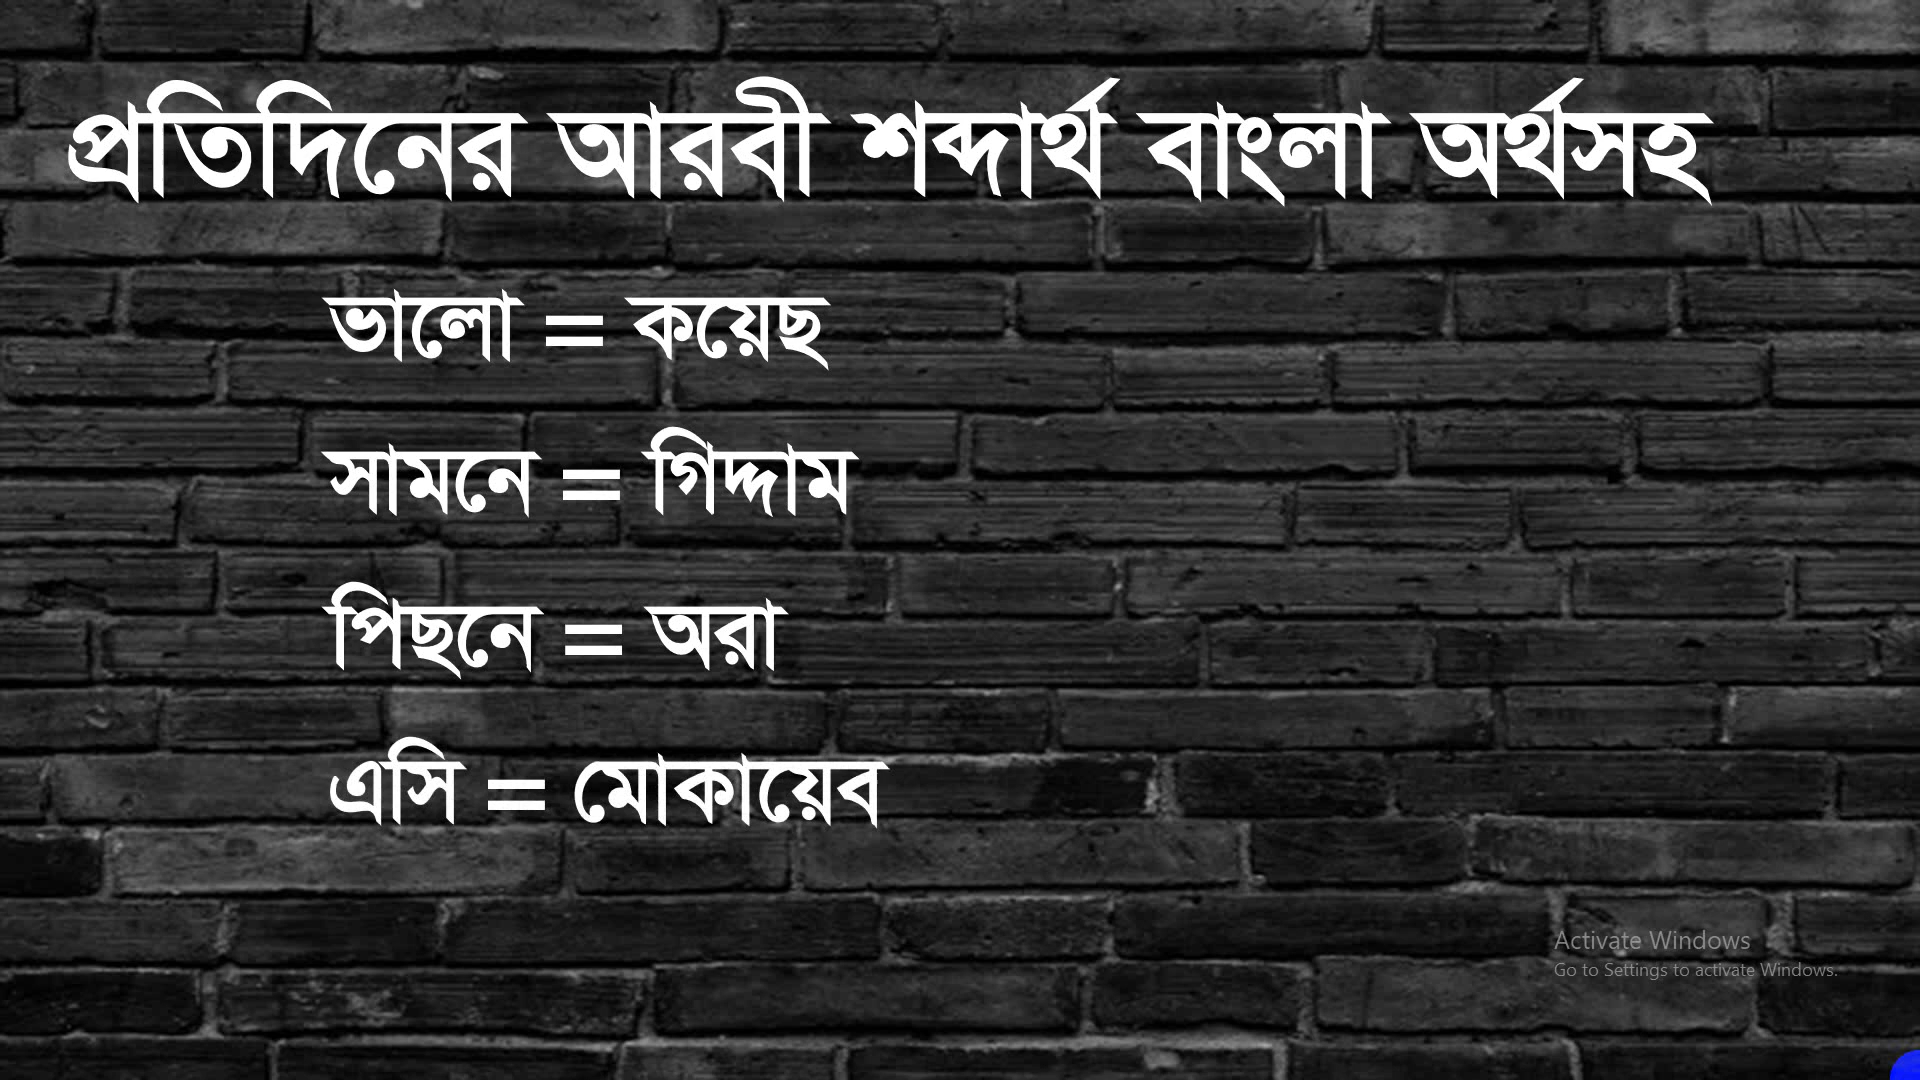 প্রতিদিনের আরবী শব্দার্থ বাংলা অর্থসহ
ভালো = কয়েছ
সামনে = গিদ্দাম
পিছনে = অরা
এসি = মোকায়েব
Activate Windows
Go to Settings to activate Windows.